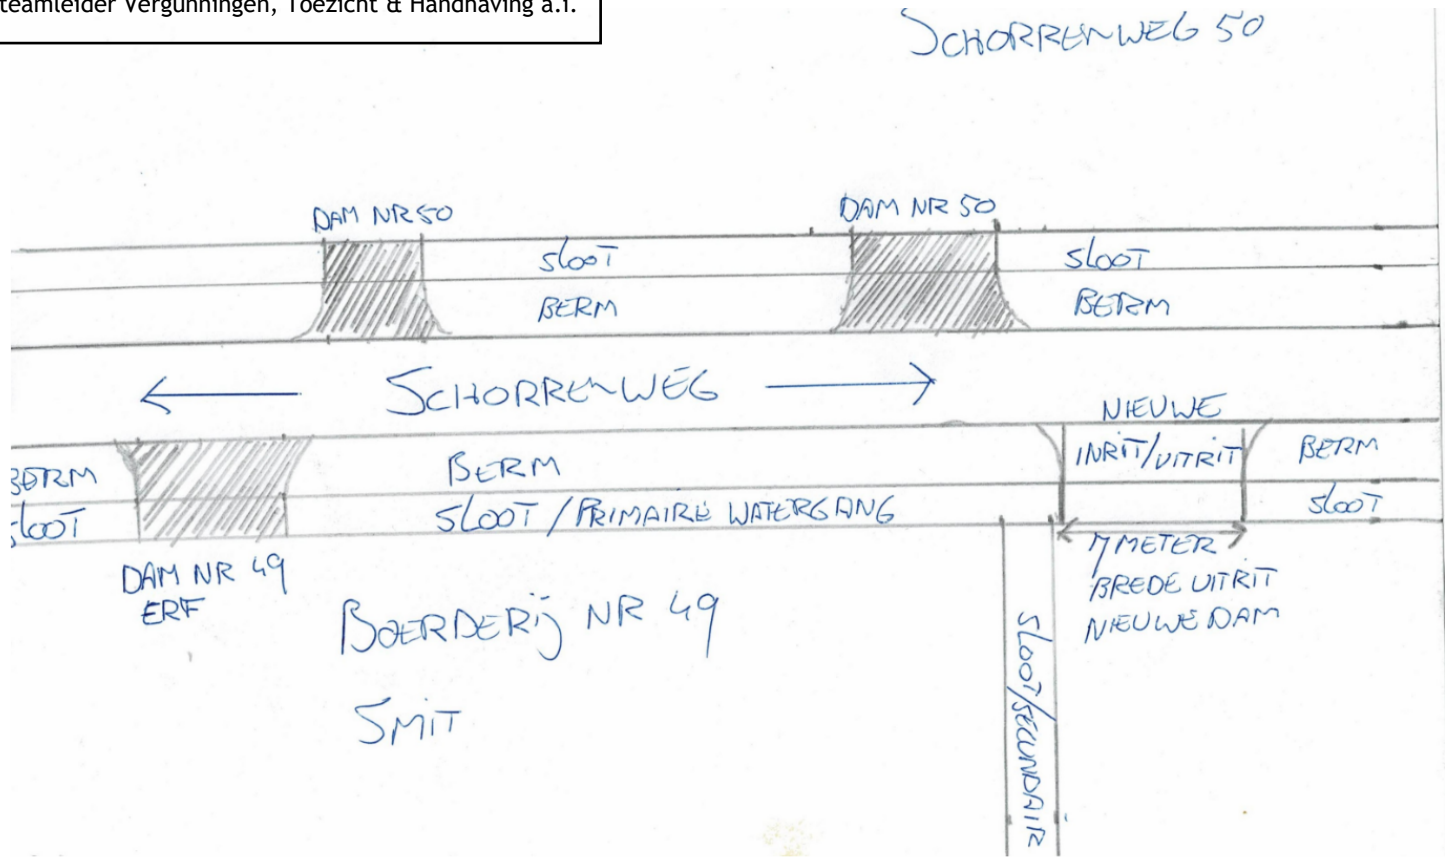 teamleider Vergunningen, Toezicht & Handhaving a.i.
SCHORRENWEG 50
DAM NR 50
DAM NR 50
SLOOT
SLOOT
BERM
BERM
SCHORRENWEG
NIEUWE
INRIT/UITRIT
BERM
BERM
BERM
SLOOT
SLOOT / PRIMAIRE WATERGANG
SLOOT
7 METER
BREDE UITRIT
NIEUWE DAM
DAM NR 49
ERF
BOERDERIJ NR 49
SMIT
SLOOT/SECUNDAIR